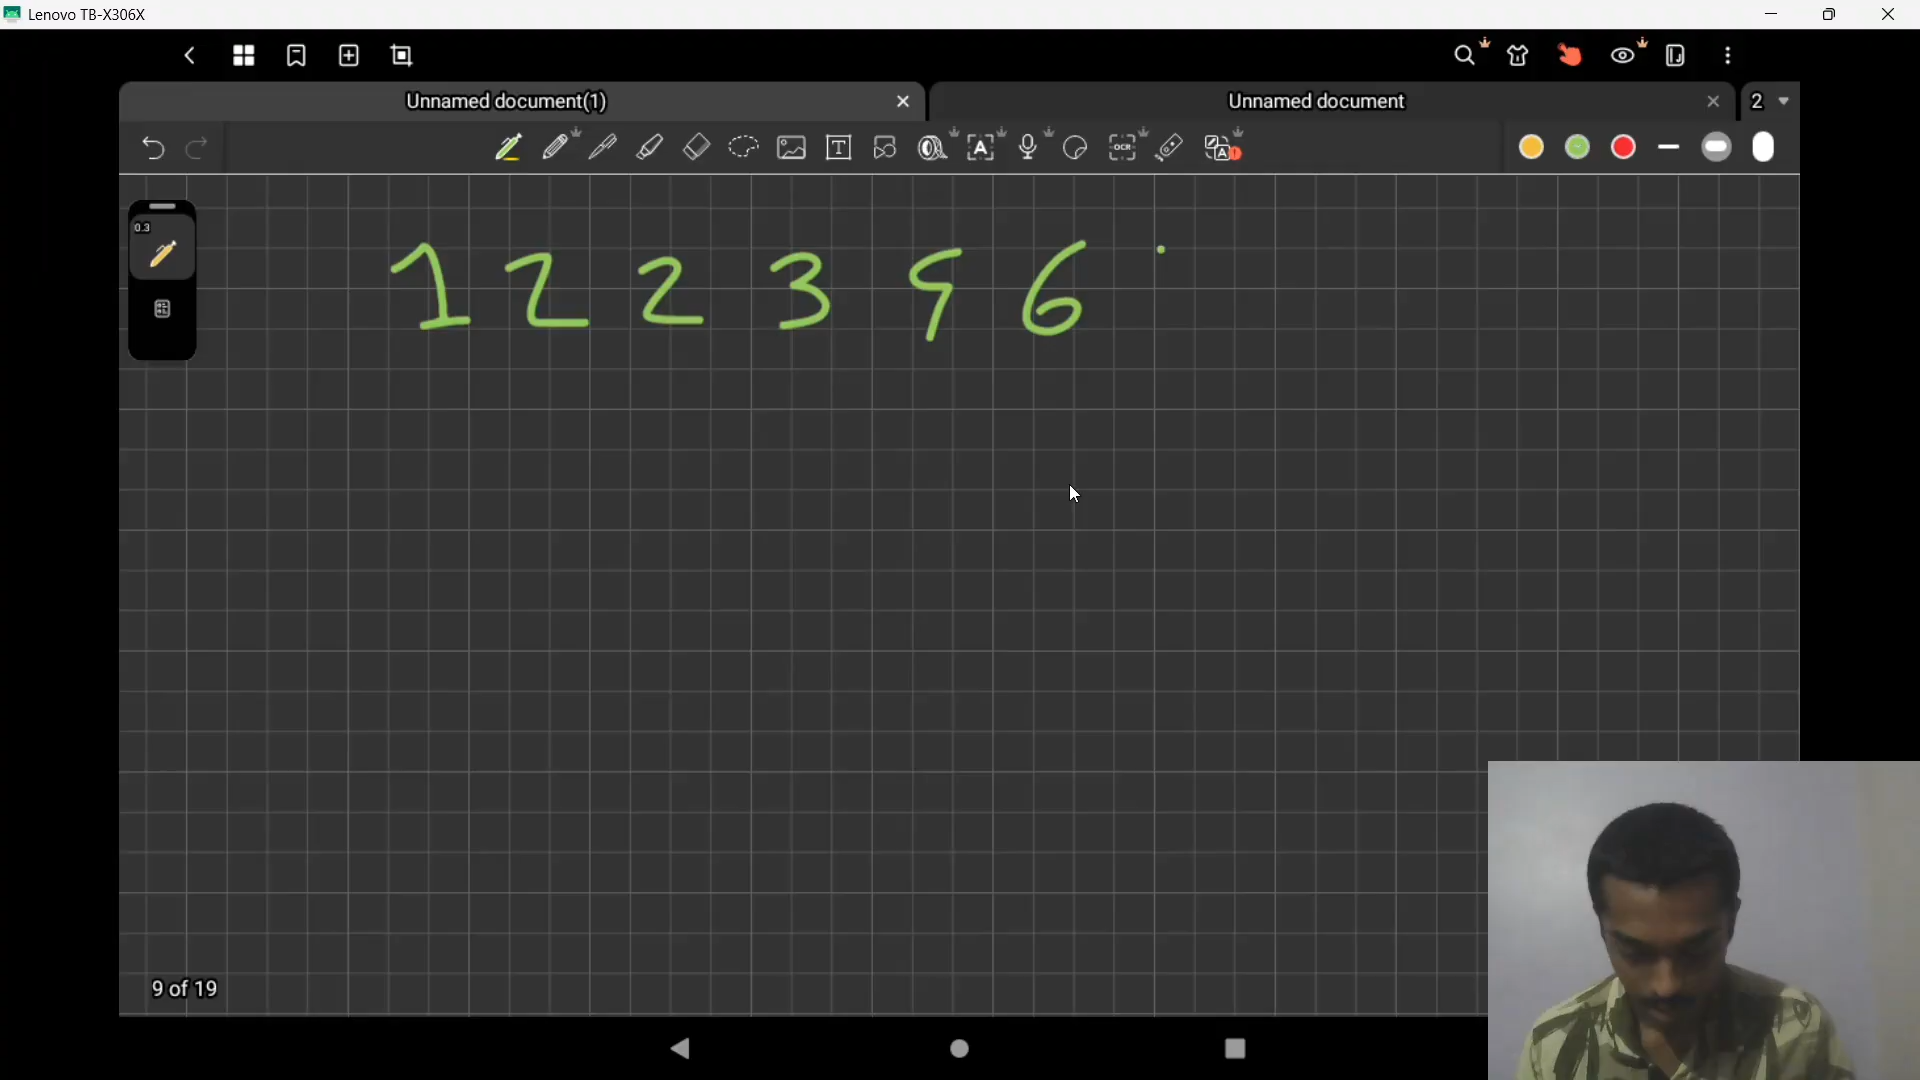 Lenovo TB-X306X
Unnamed document(1)
Unnamed document
2
T
A
OCR
A
0.3
1 2 2 3 9 6
9 of 19